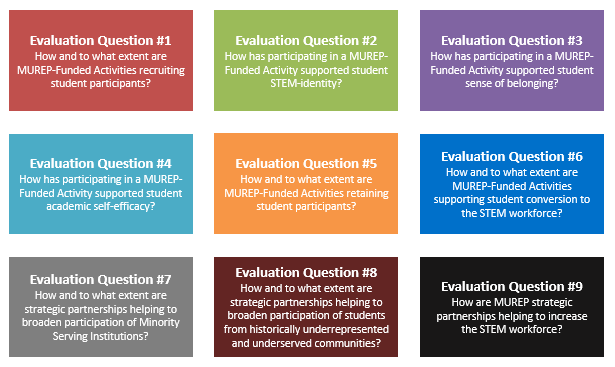 Evaluation Question #1
How and to what extent are
MUREP-Funded Activities recruiting
student participants?
Evaluation Question #2
How has participating in a MUREP-
Funded Activity supported student
STEM-identity?
Evaluation Question #3
How has participating in a MUREP-
Funded Activity supported student
sense of belonging?
Evaluation Question #4
How has participating in a MUREP-
Funded Activity supported student
academic self-efficacy?
Evaluation Question #5
How and to what extent are
MUREP-Funded Activities retaining
student participants?
Evaluation Question #6
How and to what extent are
MUREP-Funded Activities
supporting student conversion to
the STEM workforce?
Evaluation Question #7
How and to what extent are
strategic partnerships helping to
broaden participation of Minority
Serving Institutions?
Evaluation Question #8
How and to what extent are
strategic partnerships helping to
broaden participation of students
from historically underrepresented
and underserved communities?
Evaluation Question #9
How are MUREP strategic
partnerships helping to increase
the STEM workforce?